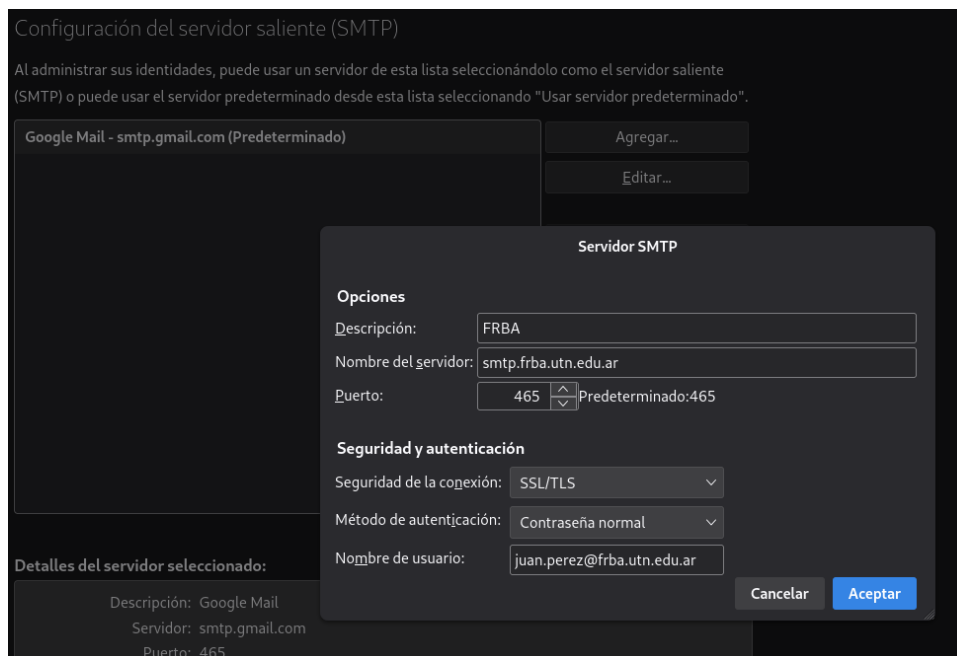 Configuración del servidor saliente (SMTP)
Al administrar sus identidades, puede usar un servidor de esta lista seleccionándolo como el servidor saliente
(SMTP) o puede usar el servidor predeterminado desde esta lista seleccionando "Usar servidor predeterminado".
Google Mail - smtp.gmail.com (Predeterminado)
Agregar...
Editar...
Servidor SMTP
Opciones
Descripción: FRBA
Nombre del servidor: smtp.frba.utn.edu.ar
Puerto: 465 Predeterminado:465
Seguridad y autenticación
Seguridad de la conexión: SSL/TLS
Método de autenticación: Contraseña normal
Nombre de usuario: juan.perez@frba.utn.edu.ar
Cancelar Aceptar
Detalles del servidor seleccionado:
Descripción: Google Mail
Servidor: smtp.gmail.com
Puerto: 465